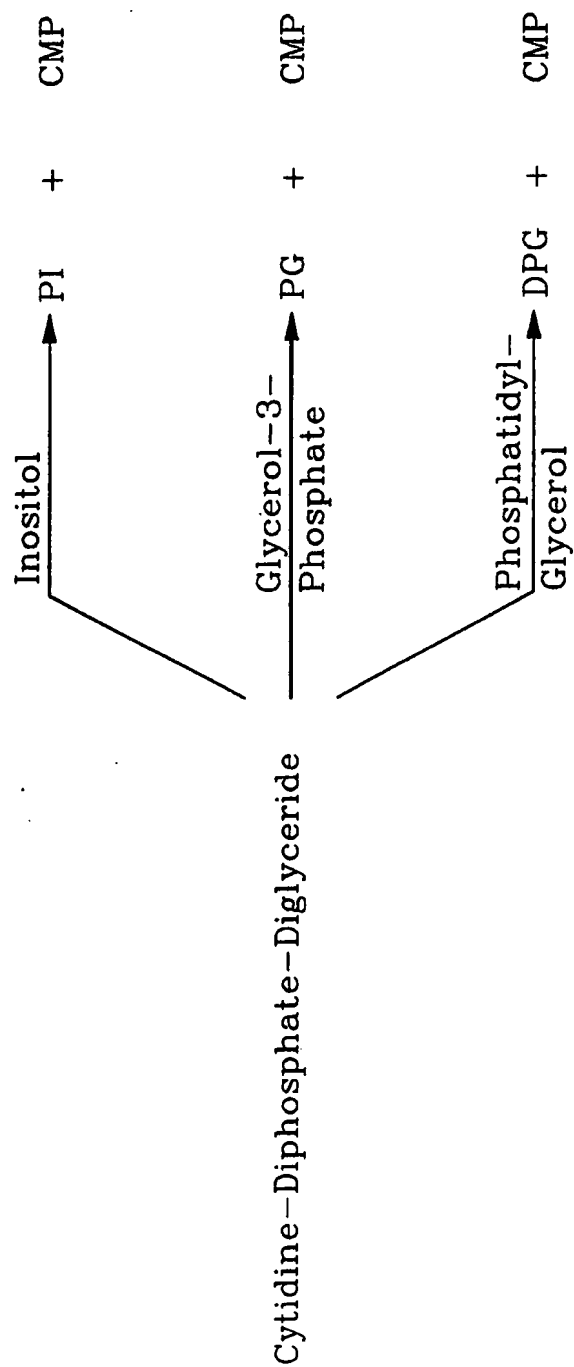 Inositol
PI + CMP
Cytidine-Diphosphate-Diglyceride
Glycerol-3-
Phosphate
PG + CMP
Phosphatidyl-
Glycerol
DPG + CMP